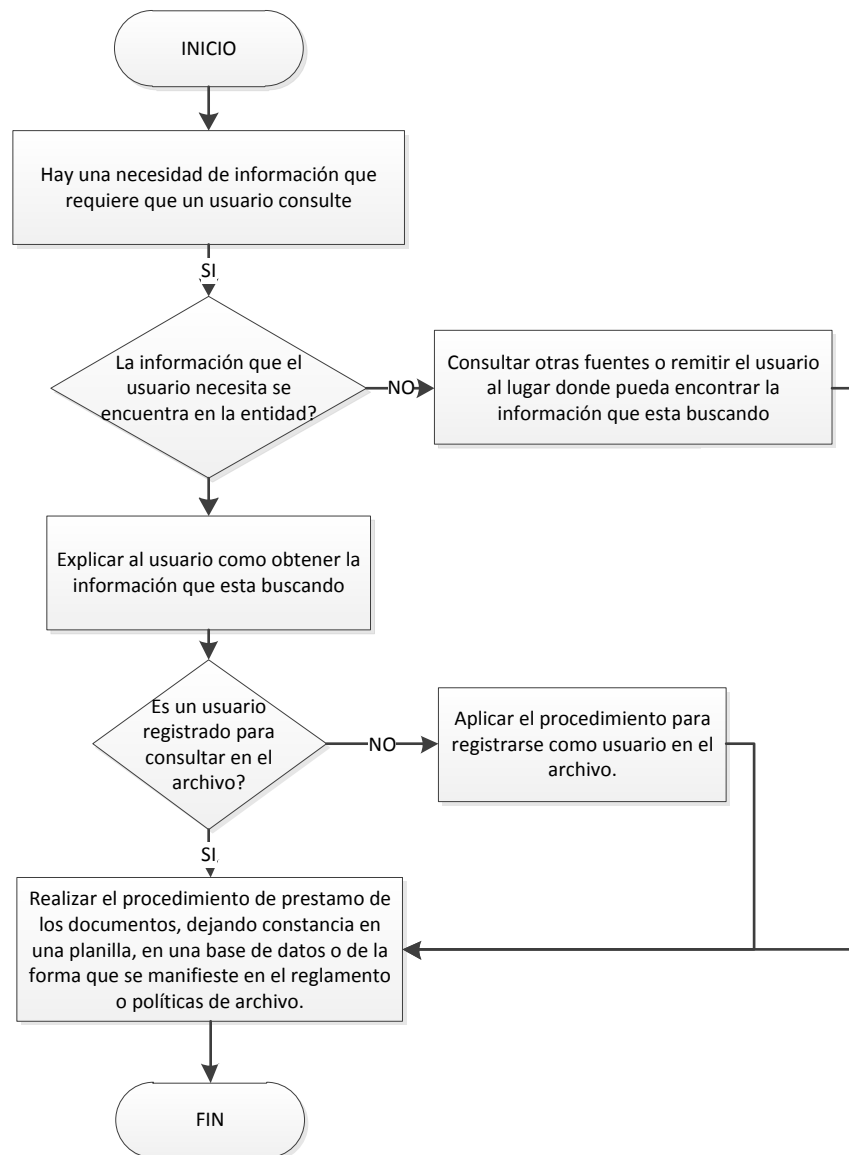 INICIO
Hay una necesidad de información que
requiere que un usuario consulte
SI
La información que el
usuario necesita se
encuentra en la entidad?
NO
Consultar otras fuentes o remitir el usuario
al lugar donde pueda encontrar la
información que esta buscando
Explicar al usuario como obtener la
información que esta buscando
Es un usuario
registrado para
consultar en el
archivo?
NO
Aplicar el procedimiento para
registrarse como usuario en el
archivo.
SI
Realizar el procedimiento de prestamo de
los documentos, dejando constancia en
una planilla, en una base de datos o de la
forma que se manifieste en el reglamento
o políticas de archivo.
FIN